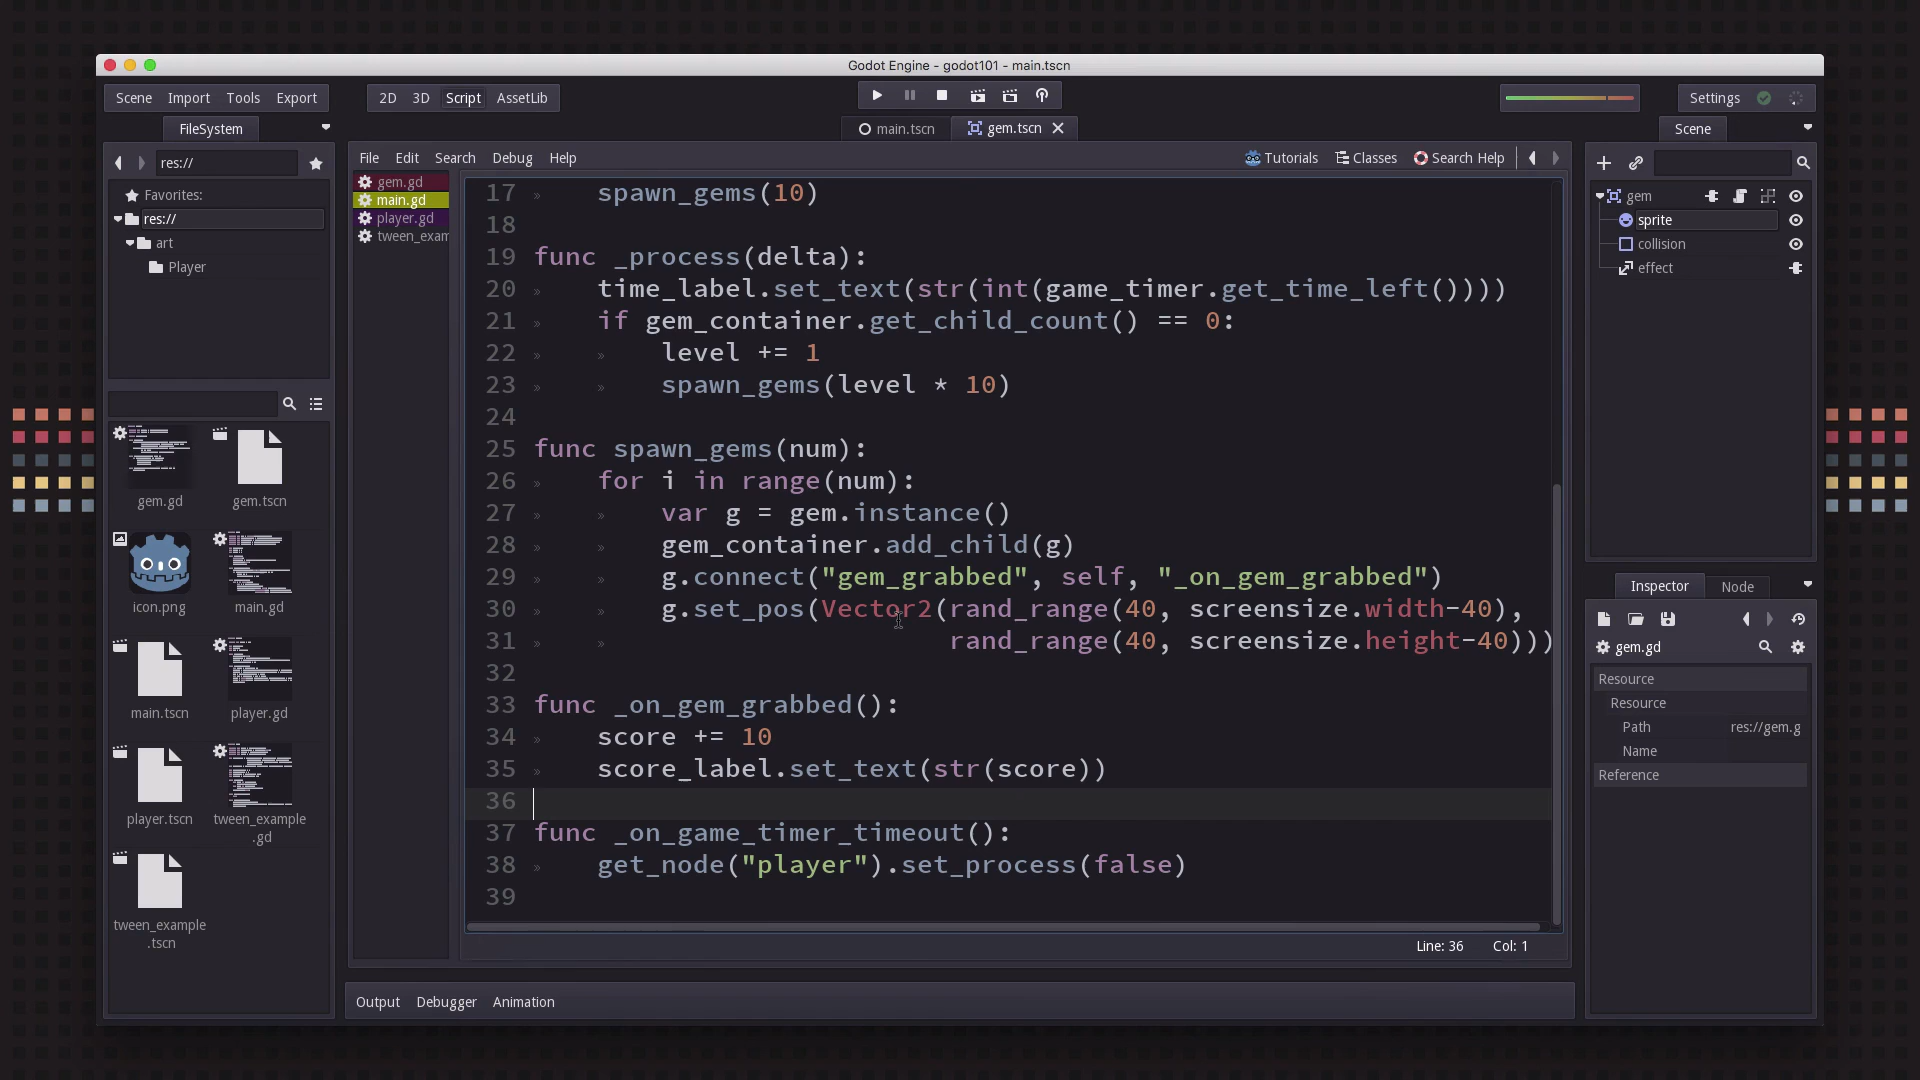 Godot Engine - godot101 - main.tscn
Scene Import Tools Export
2D 3D Script AssetLib
Settings
FileSystem
main.tscn
gem.tscn
Scene
res://
Favorites:
res://
art
Player
gem.gd
gem.tscn
icon.png
main.gd
main.tscn
player.gd
player.tscn
tween_example
.gd
tween_example
.tscn
File Edit Search Debug Help
Tutorials Classes Search Help
gem.gd
main.gd
player.gd
tween_exam
17 spawn_gems(10)
18
19 func _process(delta):
20 time_label.set_text(str(int(game_timer.get_time_left())))
21 if gem_container.get_child_count() == 0:
22 level += 1
23 spawn_gems(level * 10)
24
25 func spawn_gems(num):
26 for i in range(num):
27 var g = gem.instance()
28 gem_container.add_child(g)
29 g.connect("gem_grabbed", self, "_on_gem_grabbed")
30 g.set_pos(Vector2(rand_range(40, screensize.width-40),
31 rand_range(40, screensize.height-40)))
32
33 func _on_gem_grabbed():
34 score += 10
35 score_label.set_text(str(score))
36
37 func _on_game_timer_timeout():
38 get_node("player").set_process(false)
39
Line: 36 Col: 1
Output Debugger Animation
gem
sprite
collision
effect
Inspector Node
gem.gd
Resource
Resource
Path res://gem.g
Name
Reference